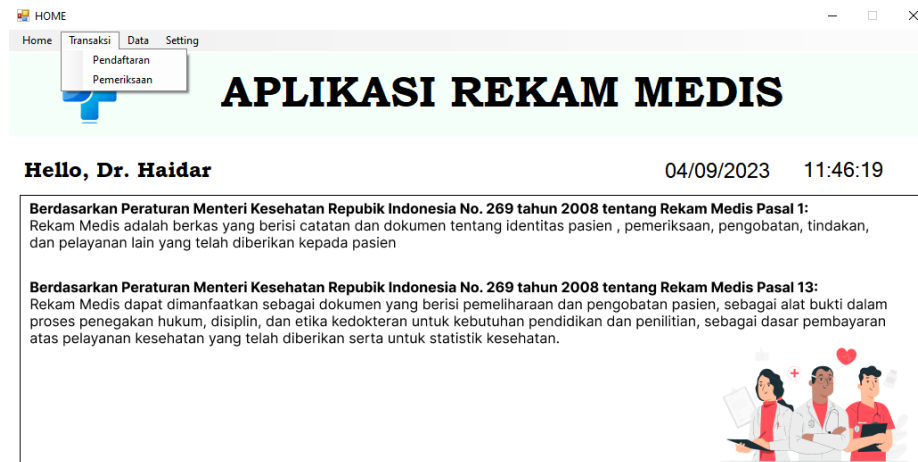 HOME
Home Transaksi Data Setting
Pendaftaran
Pemeriksaan
APLIKASI REKAM MEDIS
Hello, Dr. Haidar 04/09/2023 11:46:19
Berdasarkan Peraturan Menteri Kesehatan Repubik Indonesia No. 269 tahun 2008 tentang Rekam Medis Pasal 1:
Rekam Medis adalah berkas yang berisi catatan dan dokumen tentang identitas pasien , pemeriksaan, pengobatan, tindakan,
dan pelayanan lain yang telah diberikan kepada pasien
Berdasarkan Peraturan Menteri Kesehatan Repubik Indonesia No. 269 tahun 2008 tentang Rekam Medis Pasal 13:
Rekam Medis dapat dimanfaatkan sebagai dokumen yang berisi pemeliharaan dan pengobatan pasien, sebagai alat bukti dalam
proses penegakan hukum, disiplin, dan etika kedokteran untuk kebutuhan pendidikan dan penilitian, sebagai dasar pembayaran
atas pelayanan kesehatan yang telah diberikan serta untuk statistik kesehatan.